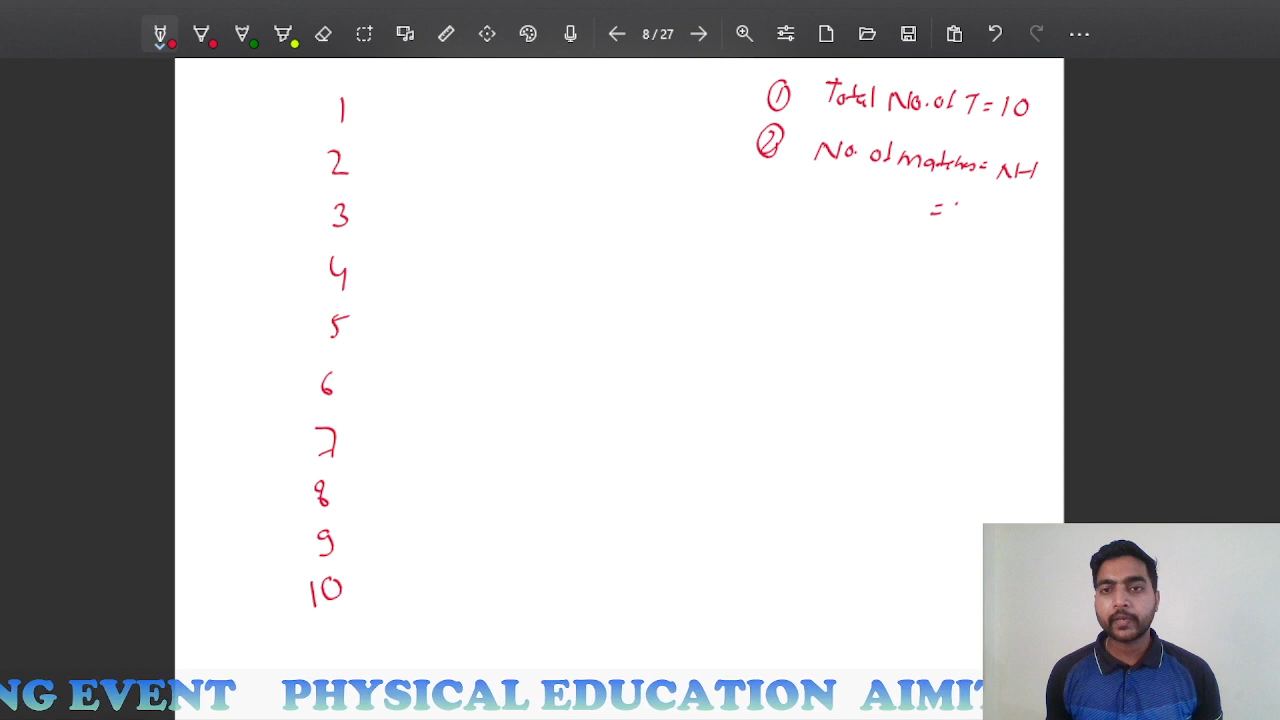 8 / 27
① Total No. of T = 10
② No. of matches = N-1
=
1
2
3
4
5
6
7
8
9
10
NG EVENT PHYSICAL EDUCATION AIMIT